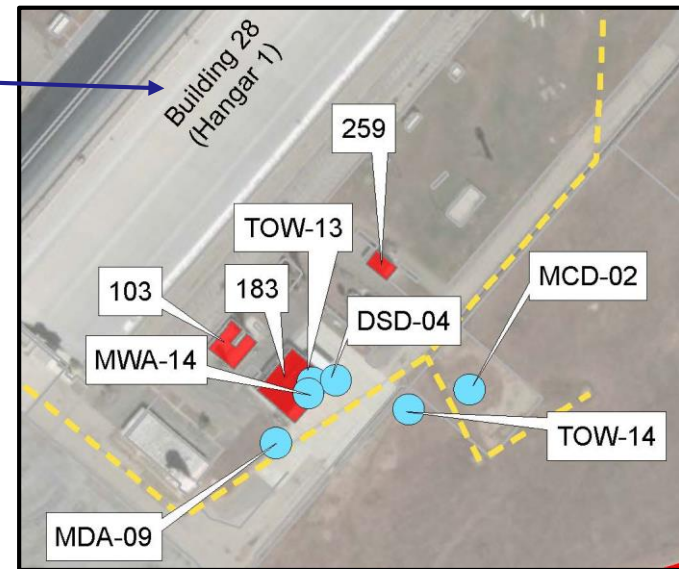 Building 28
(Hangar 1)
259
TOW-13
103
183
MCD-02
DSD-04
MWA-14
TOW-14
MDA-09